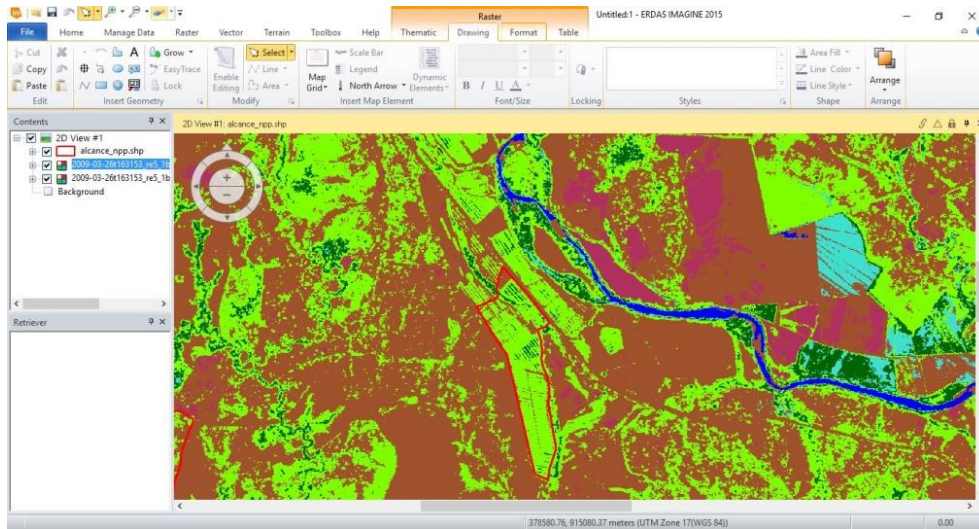 Raster
Untitled:1 - ERDAS IMAGINE 2015
File Home Manage Data Raster Vector Terrain Toolbox Help Thematic Drawing Format Table
Cut
Copy
Paste
Edit
A
Grow
EasyTrace
Lock
Insert Geometry
Enable Editing
Select
Line
Area
Modify
Map Grid
Scale Bar
Legend
North Arrow
Dynamic Elements
Insert Map Element
B I U A
Font/Size
Locking
Styles
Area Fill
Line Color
Line Style
Shape
Arrange
Arrange
Contents
2D View #1
alcance_npp.shp
2009-03-26t163153_re5_1b
2009-03-26t163153_re5_1b
Background
Retriever
2D View #1: alcance_npp.shp
378580.76, 915080.37 meters (UTM Zone 17(WGS 84))
0.00